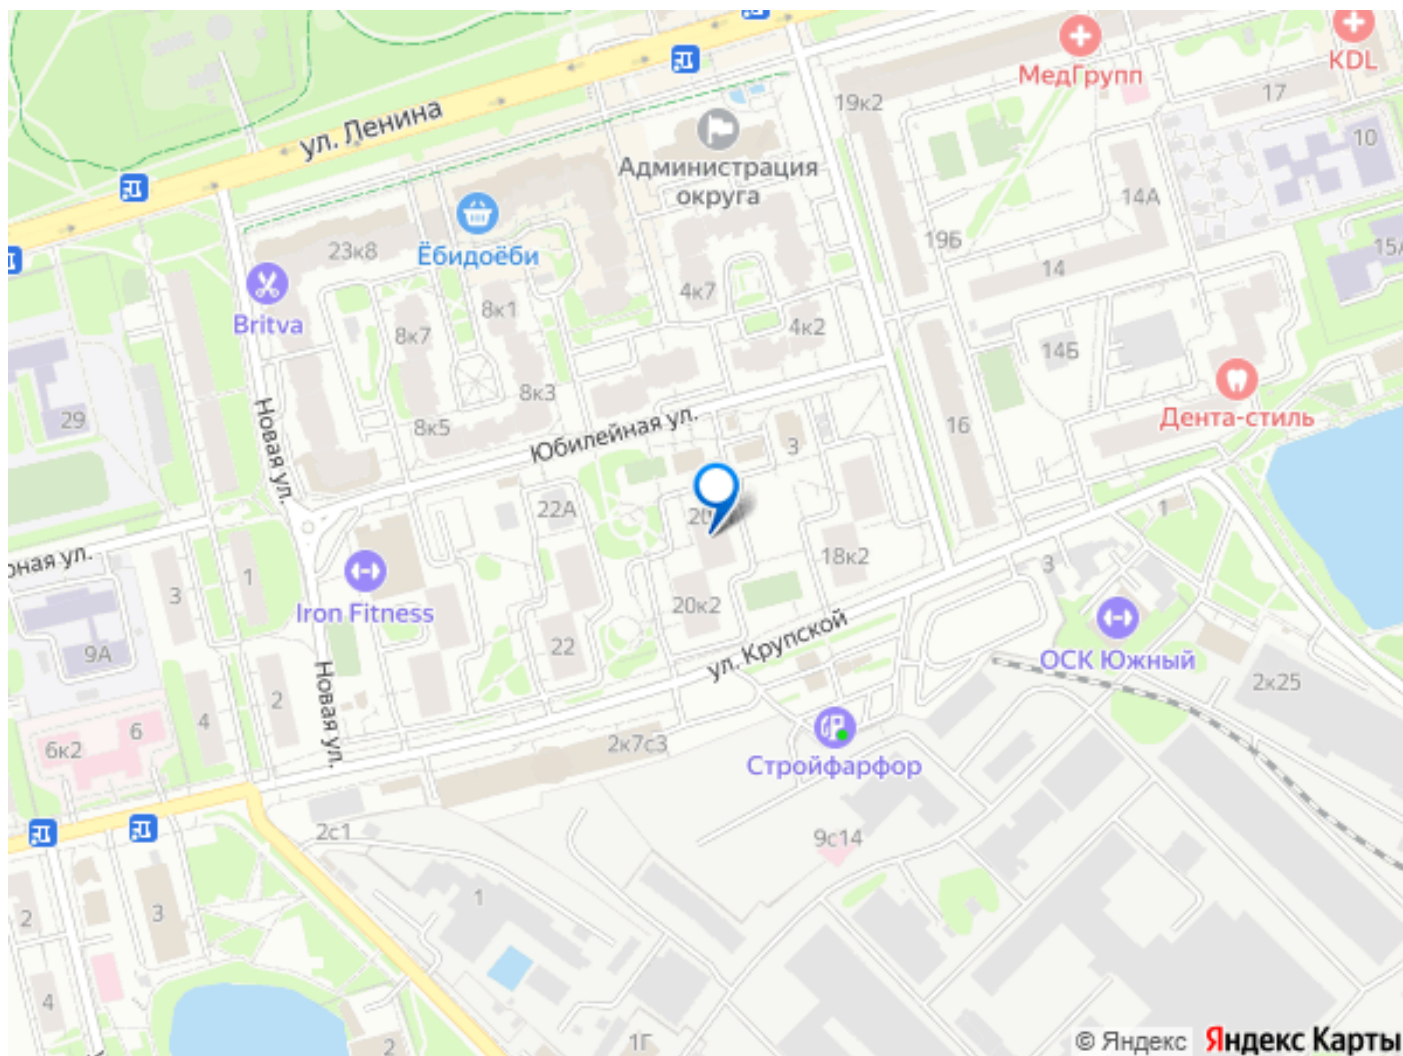 МедГрупп
KDL
17
19к2
ул. Ленина
10
Администрация
округа
14А
19Б
23к8
Ёбидоёби
14
15А
Britva
8к1
4к7
8к7
4к2
14Б
8к3
29
Дента-стиль
8к5
Юбилейная ул.
16
Новая ул.
3
22А
1
рная ул.
18к2
3
3
1
Iron Fitness
20к2
9А
22
ул. Крупской
ОСК Южный
2к25
Новая ул.
2
4
6
6к2
2к7с3
Стройфарфор
2с1
9с14
1
2
3
4
1Г
2
© Яндекс Яндекс Карты